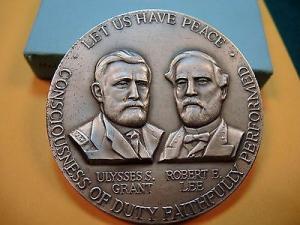 LET US HAVE PEACE
CONSCIOUSNESS OF DUTY FAITHFULLY PERFORMED
ULYSSES S.
GRANT
ROBERT E.
LEE